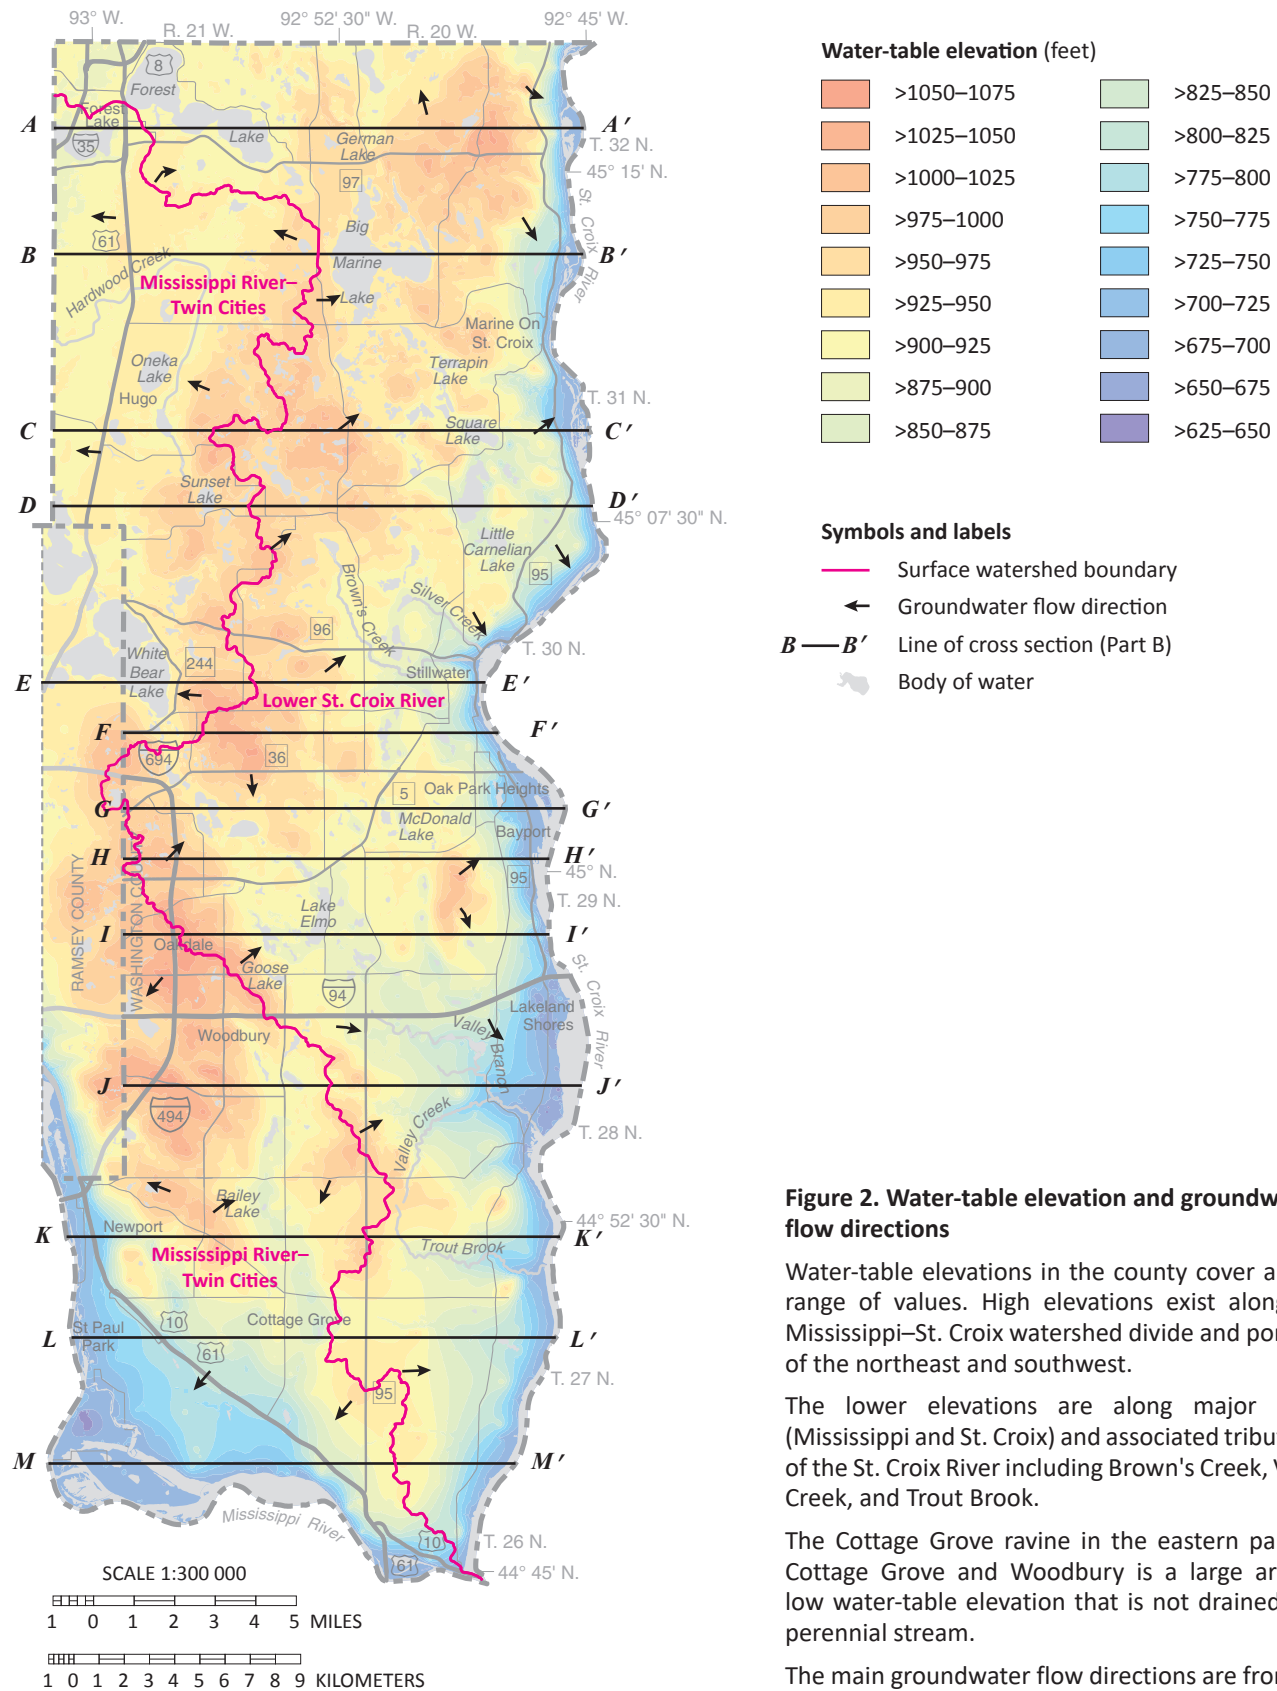 93° W.
92° 52' 30" W.
92° 45' W.
R. 21 W.
R. 20 W.
8
Forest
Forest
Lake
Lake
German
Lake
A
A′
T. 32 N.
35
45° 15' N.
97
St. Croix River
61
Big
Marine
Lake
B
B′
Hardwood Creek
Mississippi River–
Twin Cities
Marine On
St. Croix
Oneka
Lake
Terrapin
Lake
Hugo
T. 31 N.
C
C′
Square
Lake
Sunset
Lake
D
D′
45° 07' 30" N.
Little
Carnelian
Lake
95
Brown's Creek
Silver Creek
96
T. 30 N.
White
Bear
Lake
244
Stillwater
E
E′
Lower St. Croix River
F
F′
694
36
5
Oak Park Heights
G
G′
McDonald
Lake
Bayport
H
H′
45° N.
95
T. 29 N.
RAMSEY COUNTY
WASHINGTON COUNTY
Lake
Elmo
I
I′
Oakdale
Goose
Lake
94
St. Croix River
Lakeland
Shores
Woodbury
Valley Branch
J
J′
494
Valley Creek
T. 28 N.
Bailey
Lake
44° 52' 30" N.
Newport
K
K′
Trout Brook
Mississippi River–
Twin Cities
10
Cottage Grove
St Paul
Park
L
L′
61
T. 27 N.
95
M
M′
Mississippi River
10
T. 26 N.
61
44° 45' N.
SCALE 1:300 000
1 0 1 2 3 4 5 MILES
1 0 1 2 3 4 5 6 7 8 9 KILOMETERS
Water-table elevation (feet)
>1050–1075
>1025–1050
>1000–1025
>975–1000
>950–975
>925–950
>900–925
>875–900
>850–875
>825–850
>800–825
>775–800
>750–775
>725–750
>700–725
>675–700
>650–675
>625–650
Symbols and labels
Surface watershed boundary
Groundwater flow direction
B B′ Line of cross section (Part B)
Body of water
Figure 2. Water-table elevation and groundw
flow directions
Water-table elevations in the county cover a
range of values. High elevations exist along
Mississippi–St. Croix watershed divide and por
of the northeast and southwest.
The lower elevations are along major
(Mississippi and St. Croix) and associated tribut
of the St. Croix River including Brown's Creek, V
Creek, and Trout Brook.
The Cottage Grove ravine in the eastern pa
Cottage Grove and Woodbury is a large ar
low water-table elevation that is not drained
perennial stream.
The main groundwater flow directions are fro